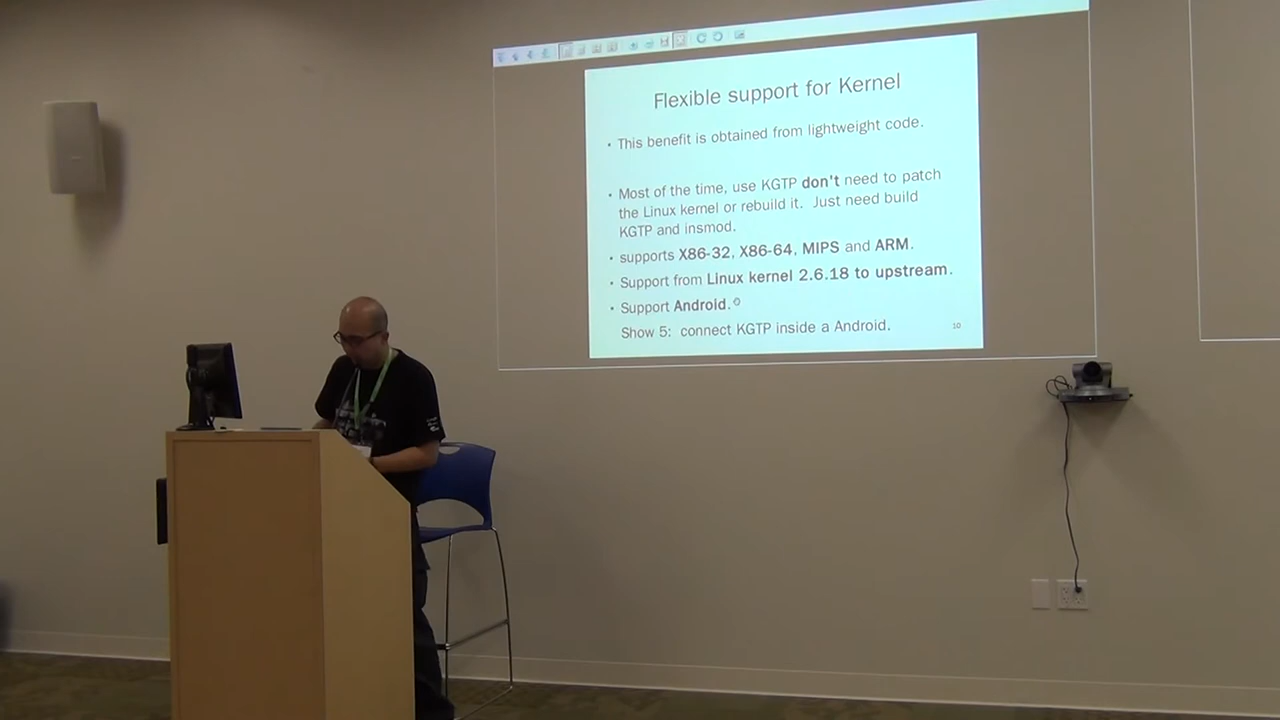 Flexible support for Kernel
• This benefit is obtained from lightweight code.
• Most of the time, use KGTP don't need to patch
the Linux kernel or rebuild it. Just need build
KGTP and insmod.
• supports X86-32, X86-64, MIPS and ARM.
• Support from Linux kernel 2.6.18 to upstream.
• Support Android.
Show 5: connect KGTP inside a Android.
10